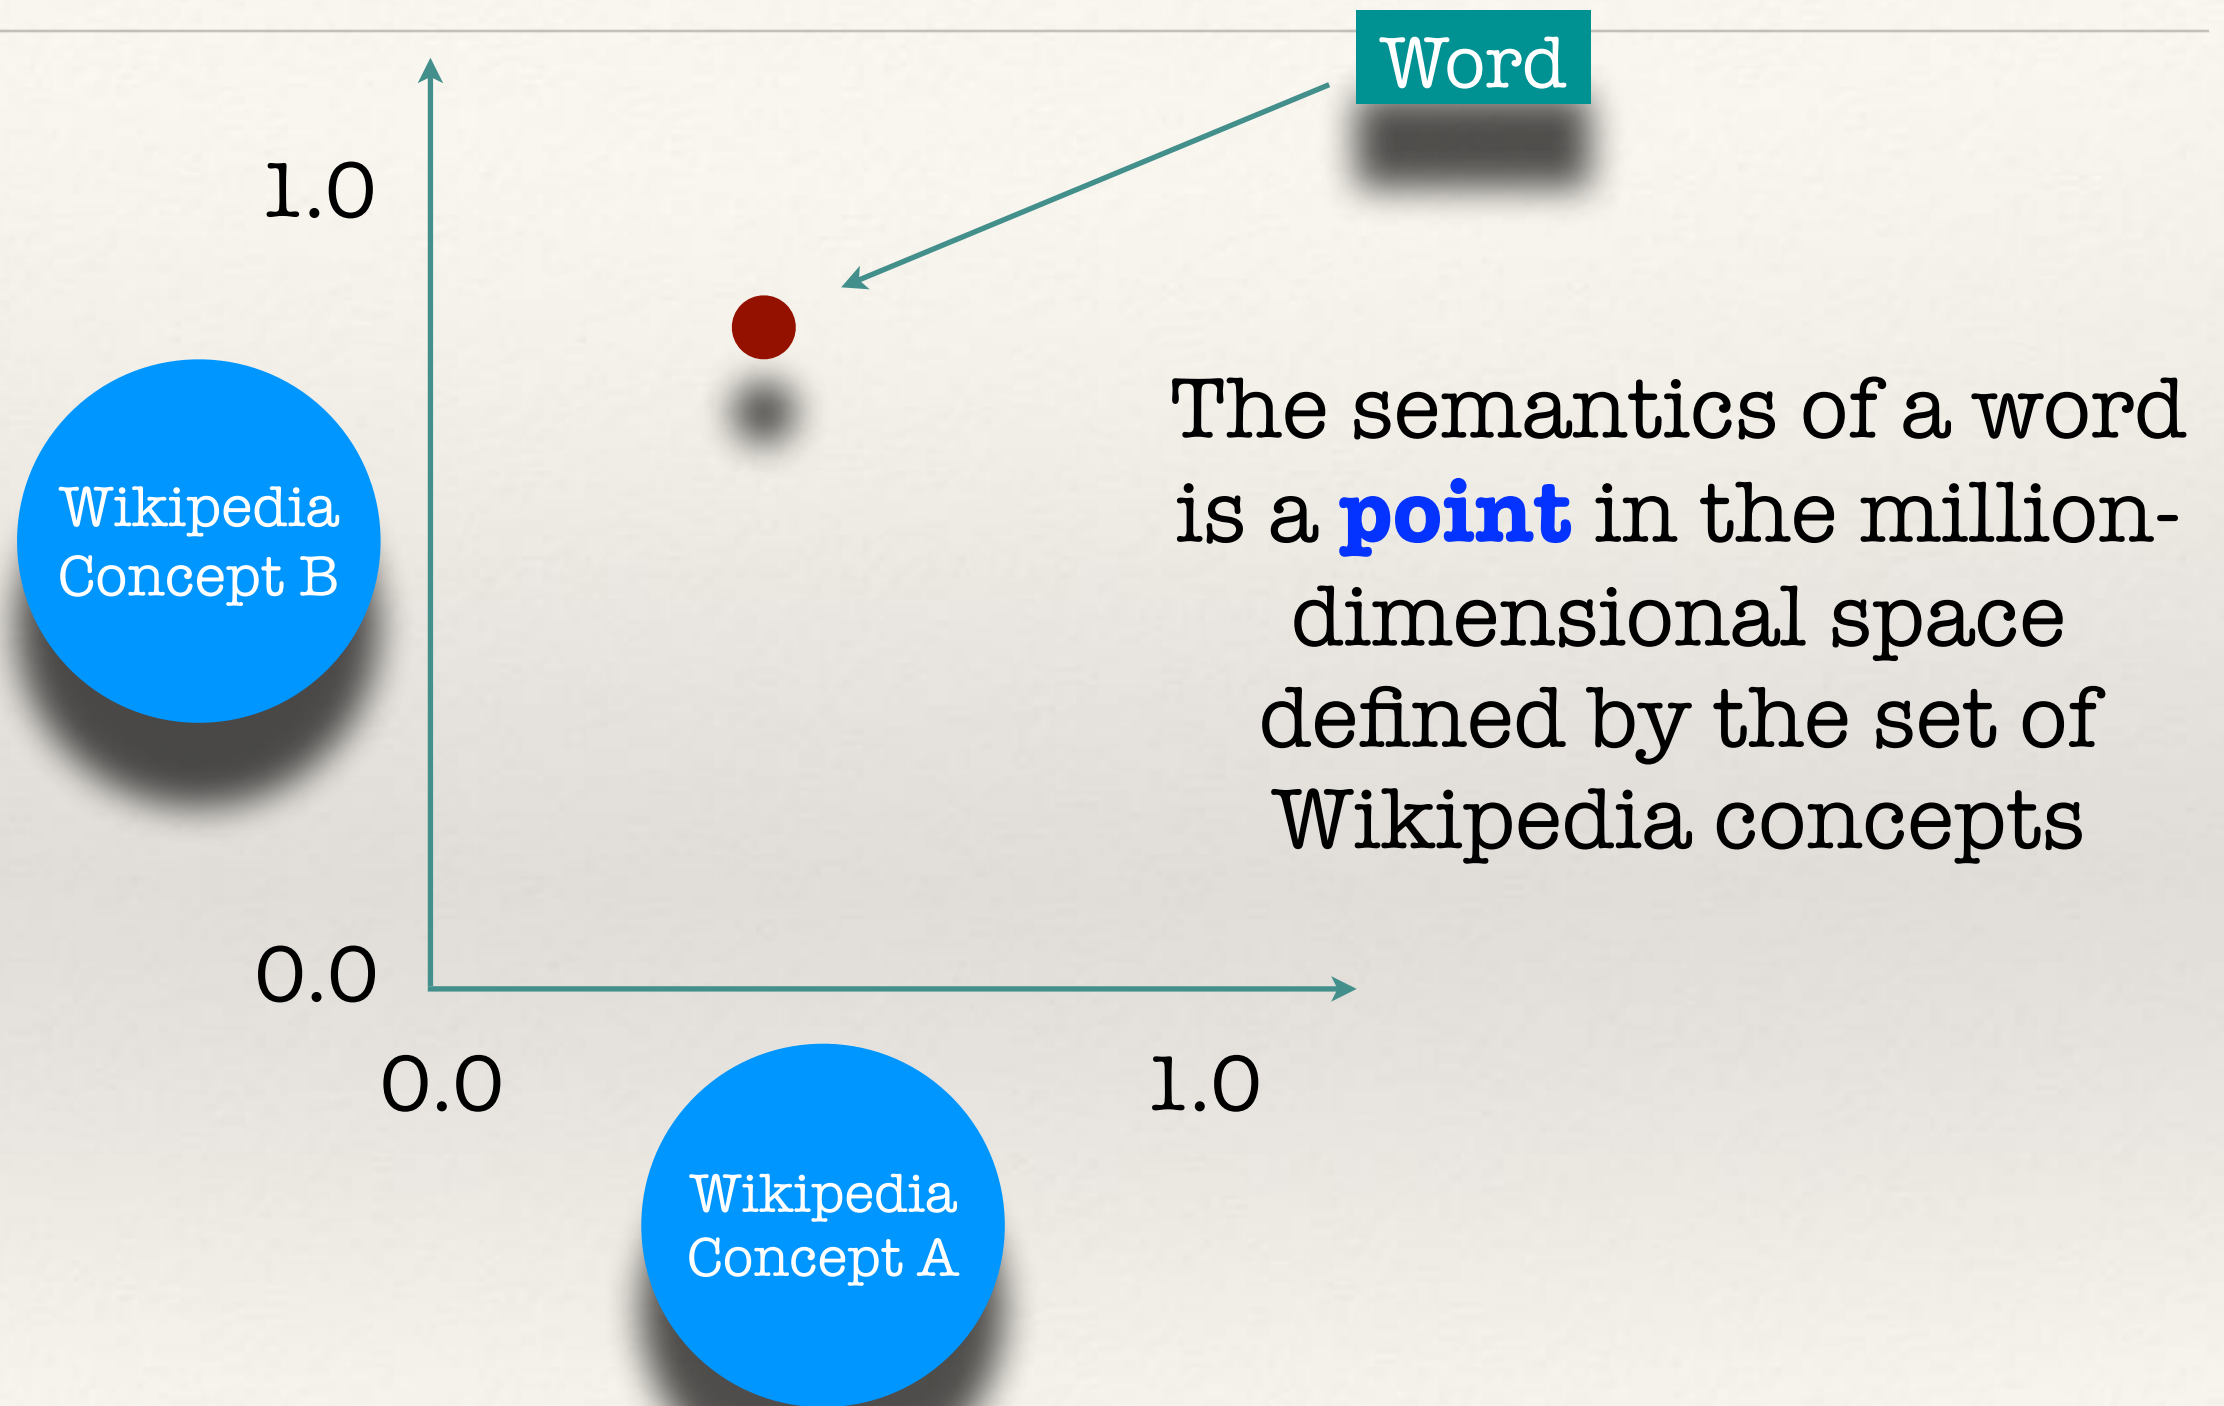 Word
1.0
The semantics of a word
is a point in the million-
dimensional space
defined by the set of
Wikipedia concepts
Wikipedia
Concept B
0.0
0.0
1.0
Wikipedia
Concept A